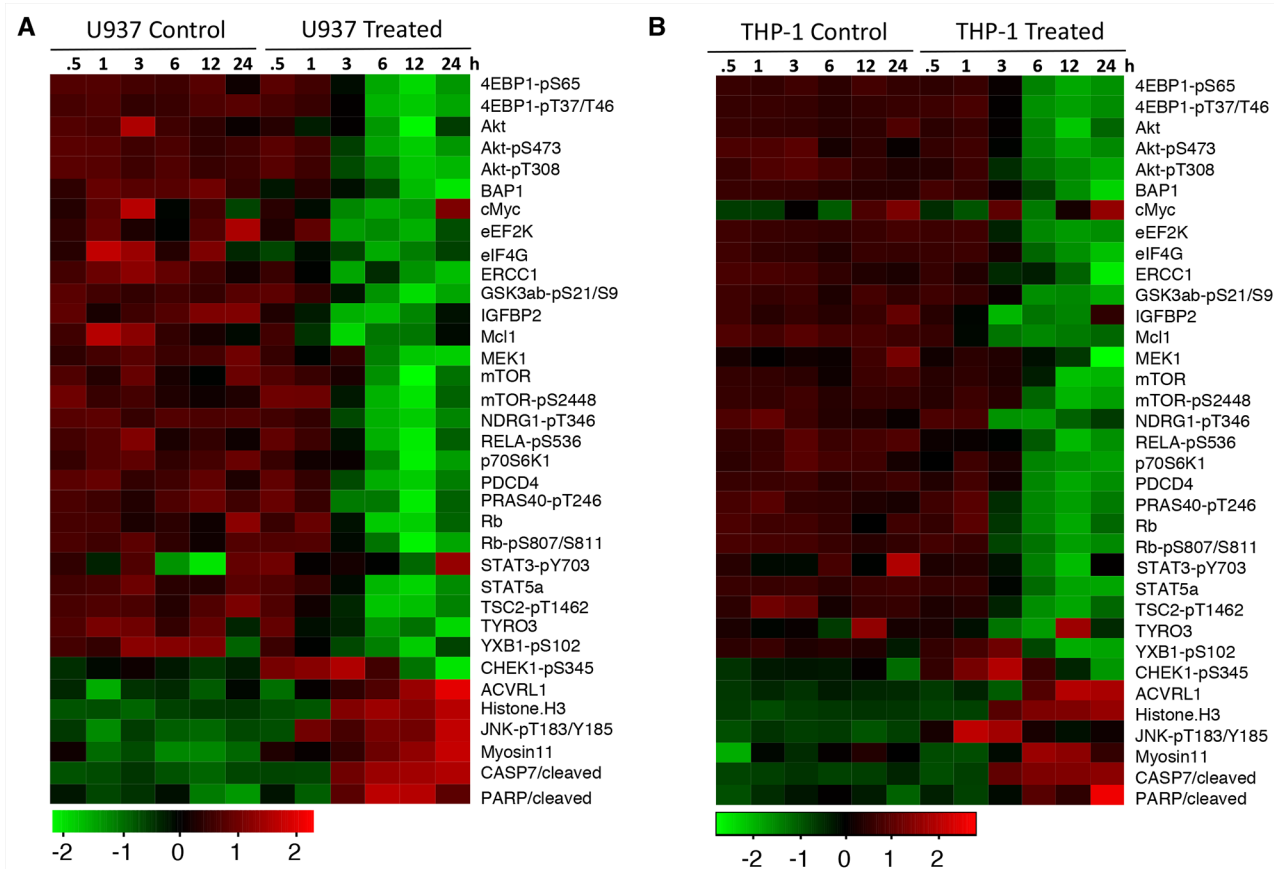 A
U937 Control
U937 Treated
.5 1 3 6 12 24 .5 1 3 6 12 24 h
4EBP1-pS65
4EBP1-pT37/T46
Akt
Akt-pS473
Akt-pT308
BAP1
cMyc
eEF2K
eIF4G
ERCC1
GSK3ab-pS21/S9
IGFBP2
Mcl1
MEK1
mTOR
mTOR-pS2448
NDRG1-pT346
RELA-pS536
p70S6K1
PDCD4
PRAS40-pT246
Rb
Rb-pS807/S811
STAT3-pY703
STAT5a
TSC2-pT1462
TYRO3
YXB1-pS102
CHEK1-pS345
ACVRL1
Histone.H3
JNK-pT183/Y185
Myosin11
CASP7/cleaved
PARP/cleaved
-2 -1 0 1 2
B
THP-1 Control
THP-1 Treated
.5 1 3 6 12 24 .5 1 3 6 12 24 h
4EBP1-pS65
4EBP1-pT37/T46
Akt
Akt-pS473
Akt-pT308
BAP1
cMyc
eEF2K
eIF4G
ERCC1
GSK3ab-pS21/S9
IGFBP2
Mcl1
MEK1
mTOR
mTOR-pS2448
NDRG1-pT346
RELA-pS536
p70S6K1
PDCD4
PRAS40-pT246
Rb
Rb-pS807/S811
STAT3-pY703
STAT5a
TSC2-pT1462
TYRO3
YXB1-pS102
CHEK1-pS345
ACVRL1
Histone.H3
JNK-pT183/Y185
Myosin11
CASP7/cleaved
PARP/cleaved
-2 -1 0 1 2